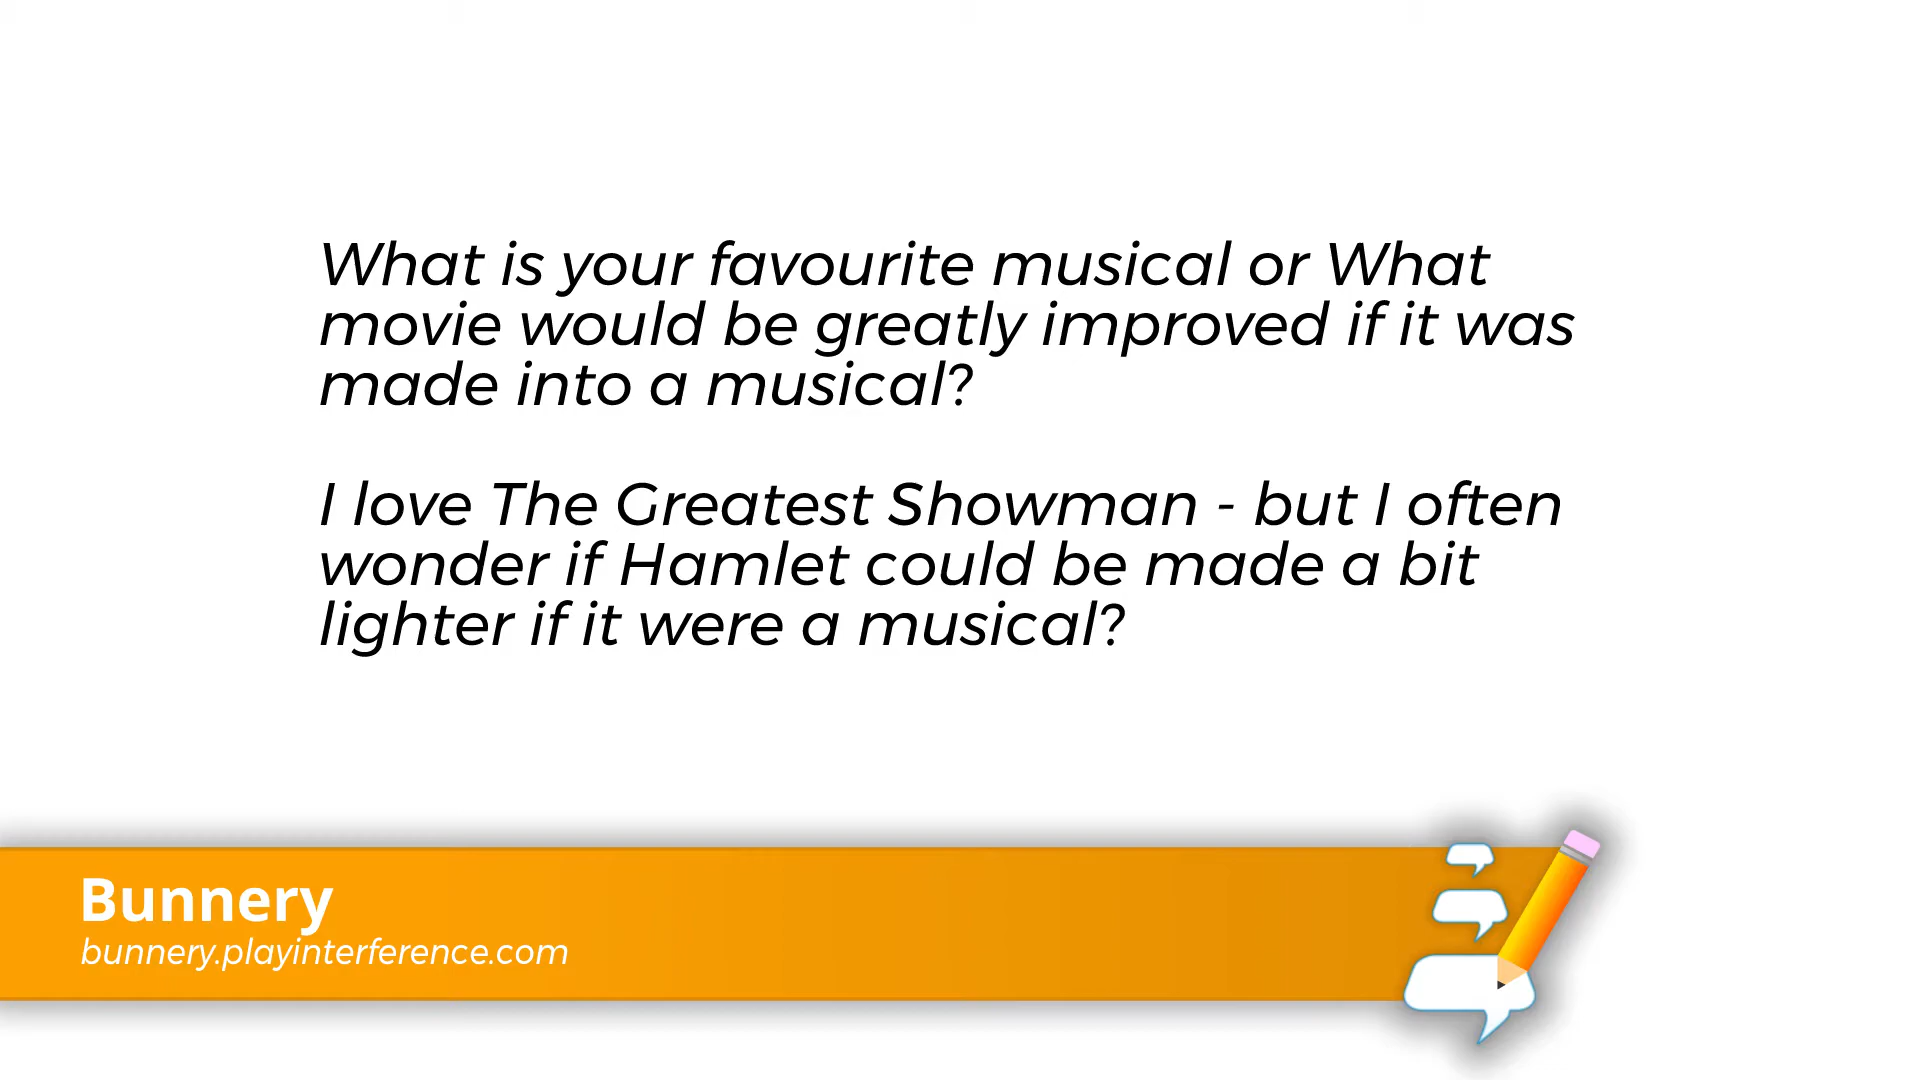 What is your favourite musical or What
movie would be greatly improved if it was
made into a musical?
I love The Greatest Showman - but I often
wonder if Hamlet could be made a bit
lighter if it were a musical?
Bunnery
bunnery.playinterference.com